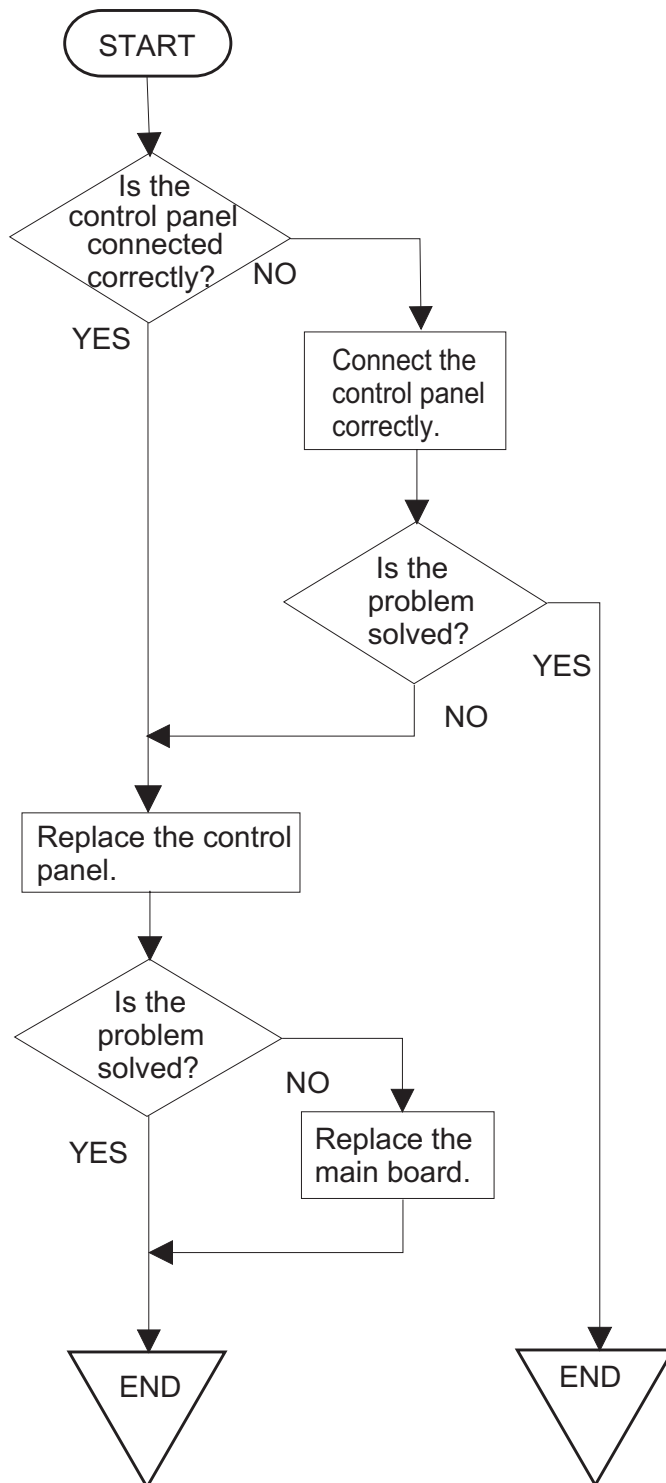 START
Is the
control panel
connected
correctly?
NO
YES
Connect the
control panel
correctly.
Is the
problem
solved?
YES
NO
Replace the control
panel.
Is the
problem
solved?
NO
YES
Replace the
main board.
END
END